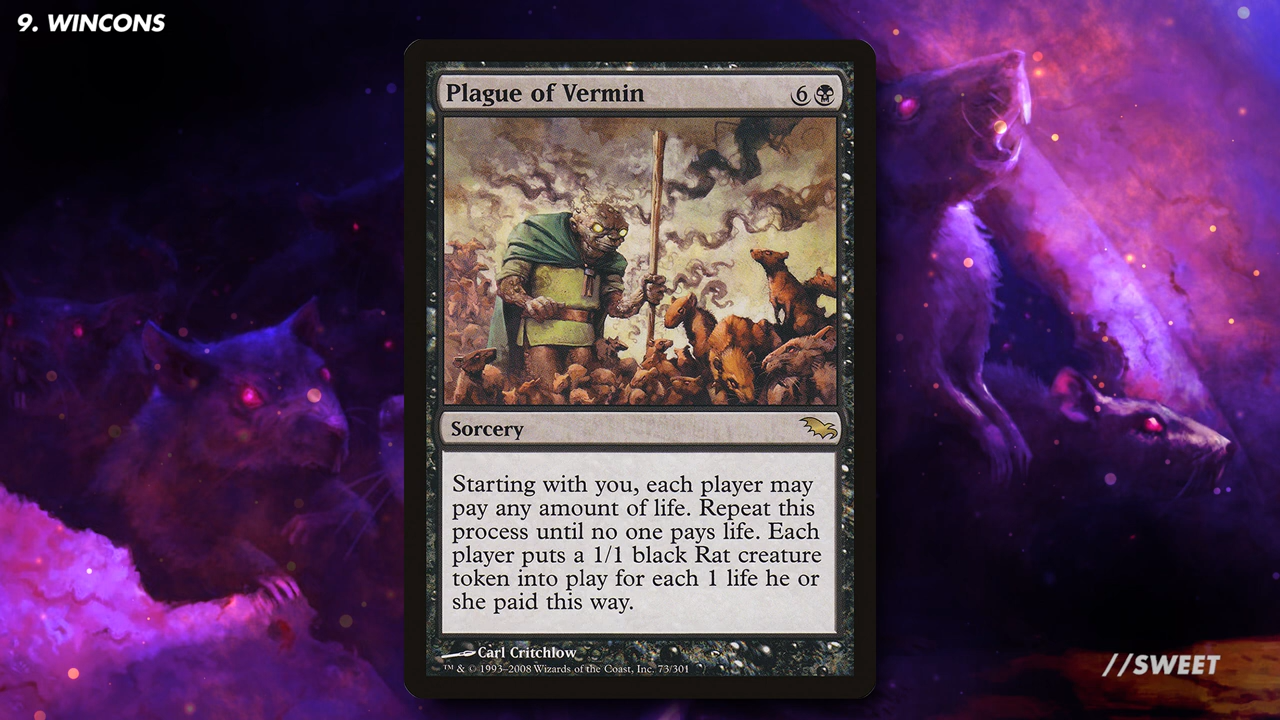 9. WINCONS
Plague of Vermin 6
Sorcery
Starting with you, each player may
pay any amount of life. Repeat this
process until no one pays life. Each
player puts a 1/1 black Rat creature
token into play for each 1 life he or
she paid this way.
Carl Critchlow
™ & © 1993–2008 Wizards of the Coast, Inc. 73/301
//SWEET